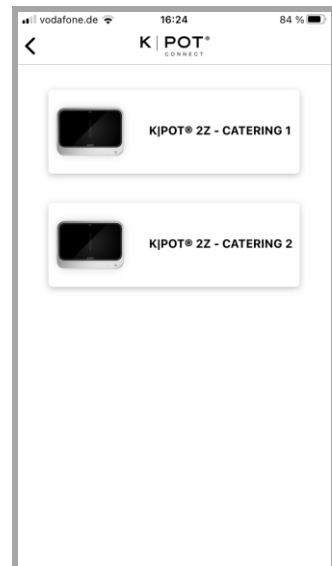 vodafone.de 16:24 84 %
K | POT®
CONNECT
K|POT® 2Z - CATERING 1
K|POT® 2Z - CATERING 2